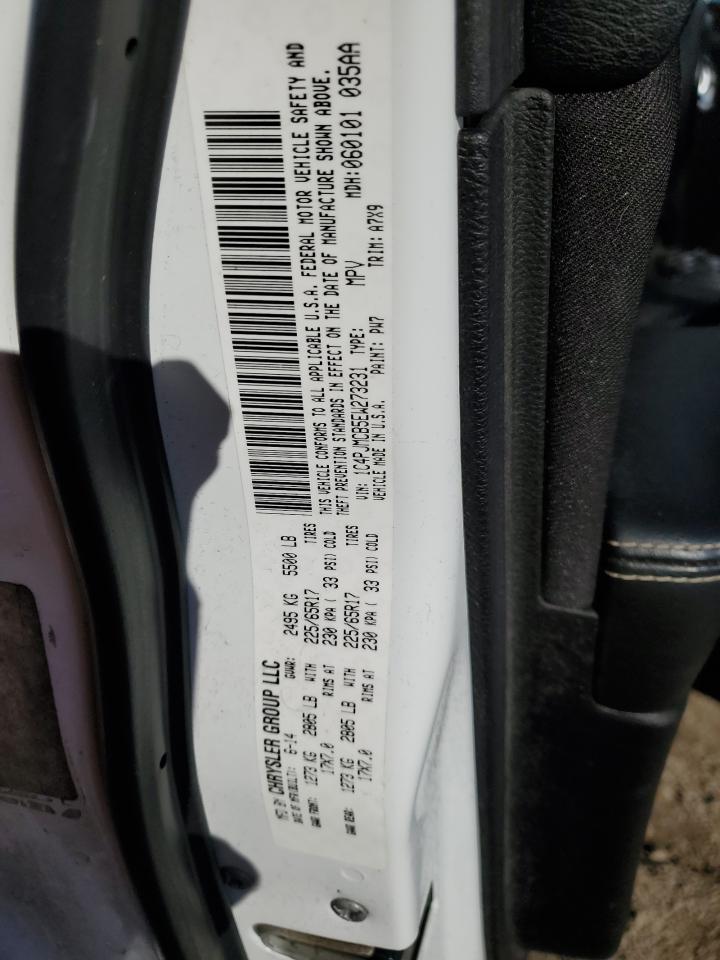 MFD BY CHRYSLER GROUP LLC
DATE OF MFR(BUILT): 6-14 GVWR: 2495 KG 5500 LB
GAWR FRONT: 1273 KG 2805 LB WITH 225/65R17 TIRES
17X7.0 RIMS AT 230 KPA ( 33 PSI) COLD
GAWR REAR: 1273 KG 2805 LB WITH 225/65R17 TIRES
17X7.0 RIMS AT 230 KPA ( 33 PSI) COLD
THIS VEHICLE CONFORMS TO ALL APPLICABLE U.S.A. FEDERAL MOTOR VEHICLE SAFETY AND
THEFT PREVENTION STANDARDS IN EFFECT ON THE DATE OF MANUFACTURE SHOWN ABOVE.
VIN: 1C4PJMCB5EW273231 TYPE: MPV MDH:060101 035AA
VEHICLE MADE IN U.S.A. PAINT: PW7 TRIM: A7X9